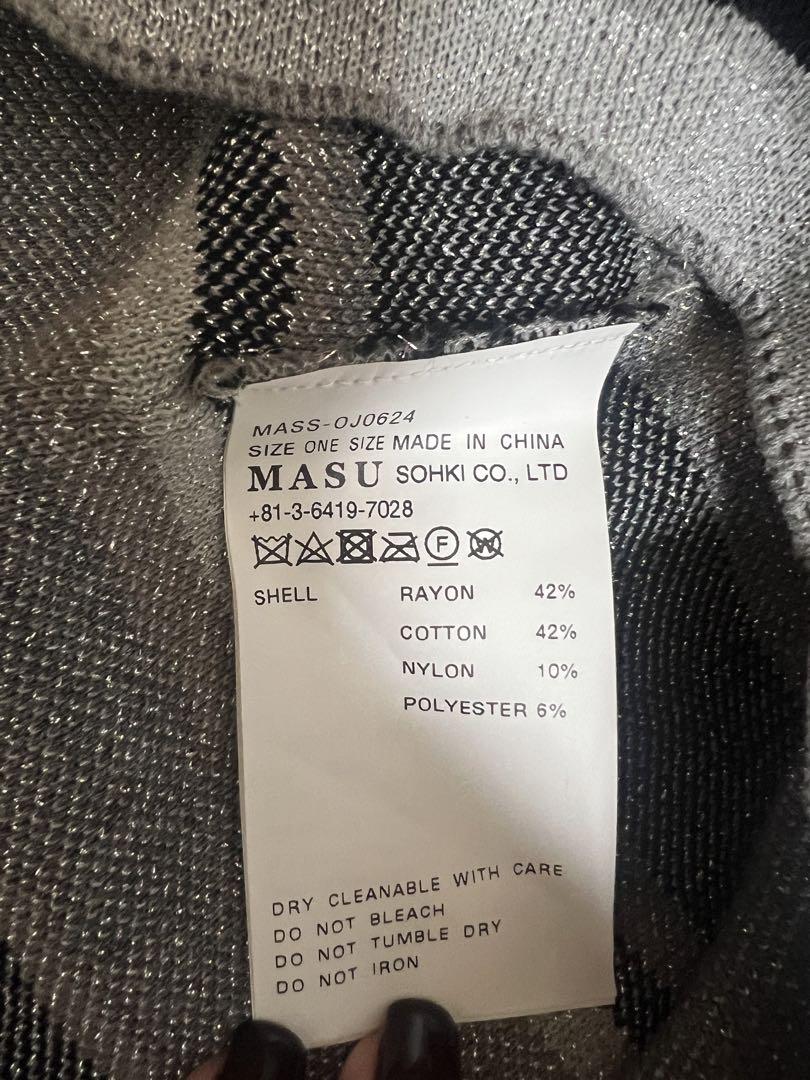 MASS-OJ0624
SIZE ONE SIZE MADE IN CHINA
MASU SOHKI CO., LTD
+81-3-6419-7028
F W
SHELL RAYON 42%
COTTON 42%
NYLON 10%
POLYESTER 6%
DRY CLEANABLE WITH CARE
DO NOT BLEACH
DO NOT TUMBLE DRY
DO NOT IRON